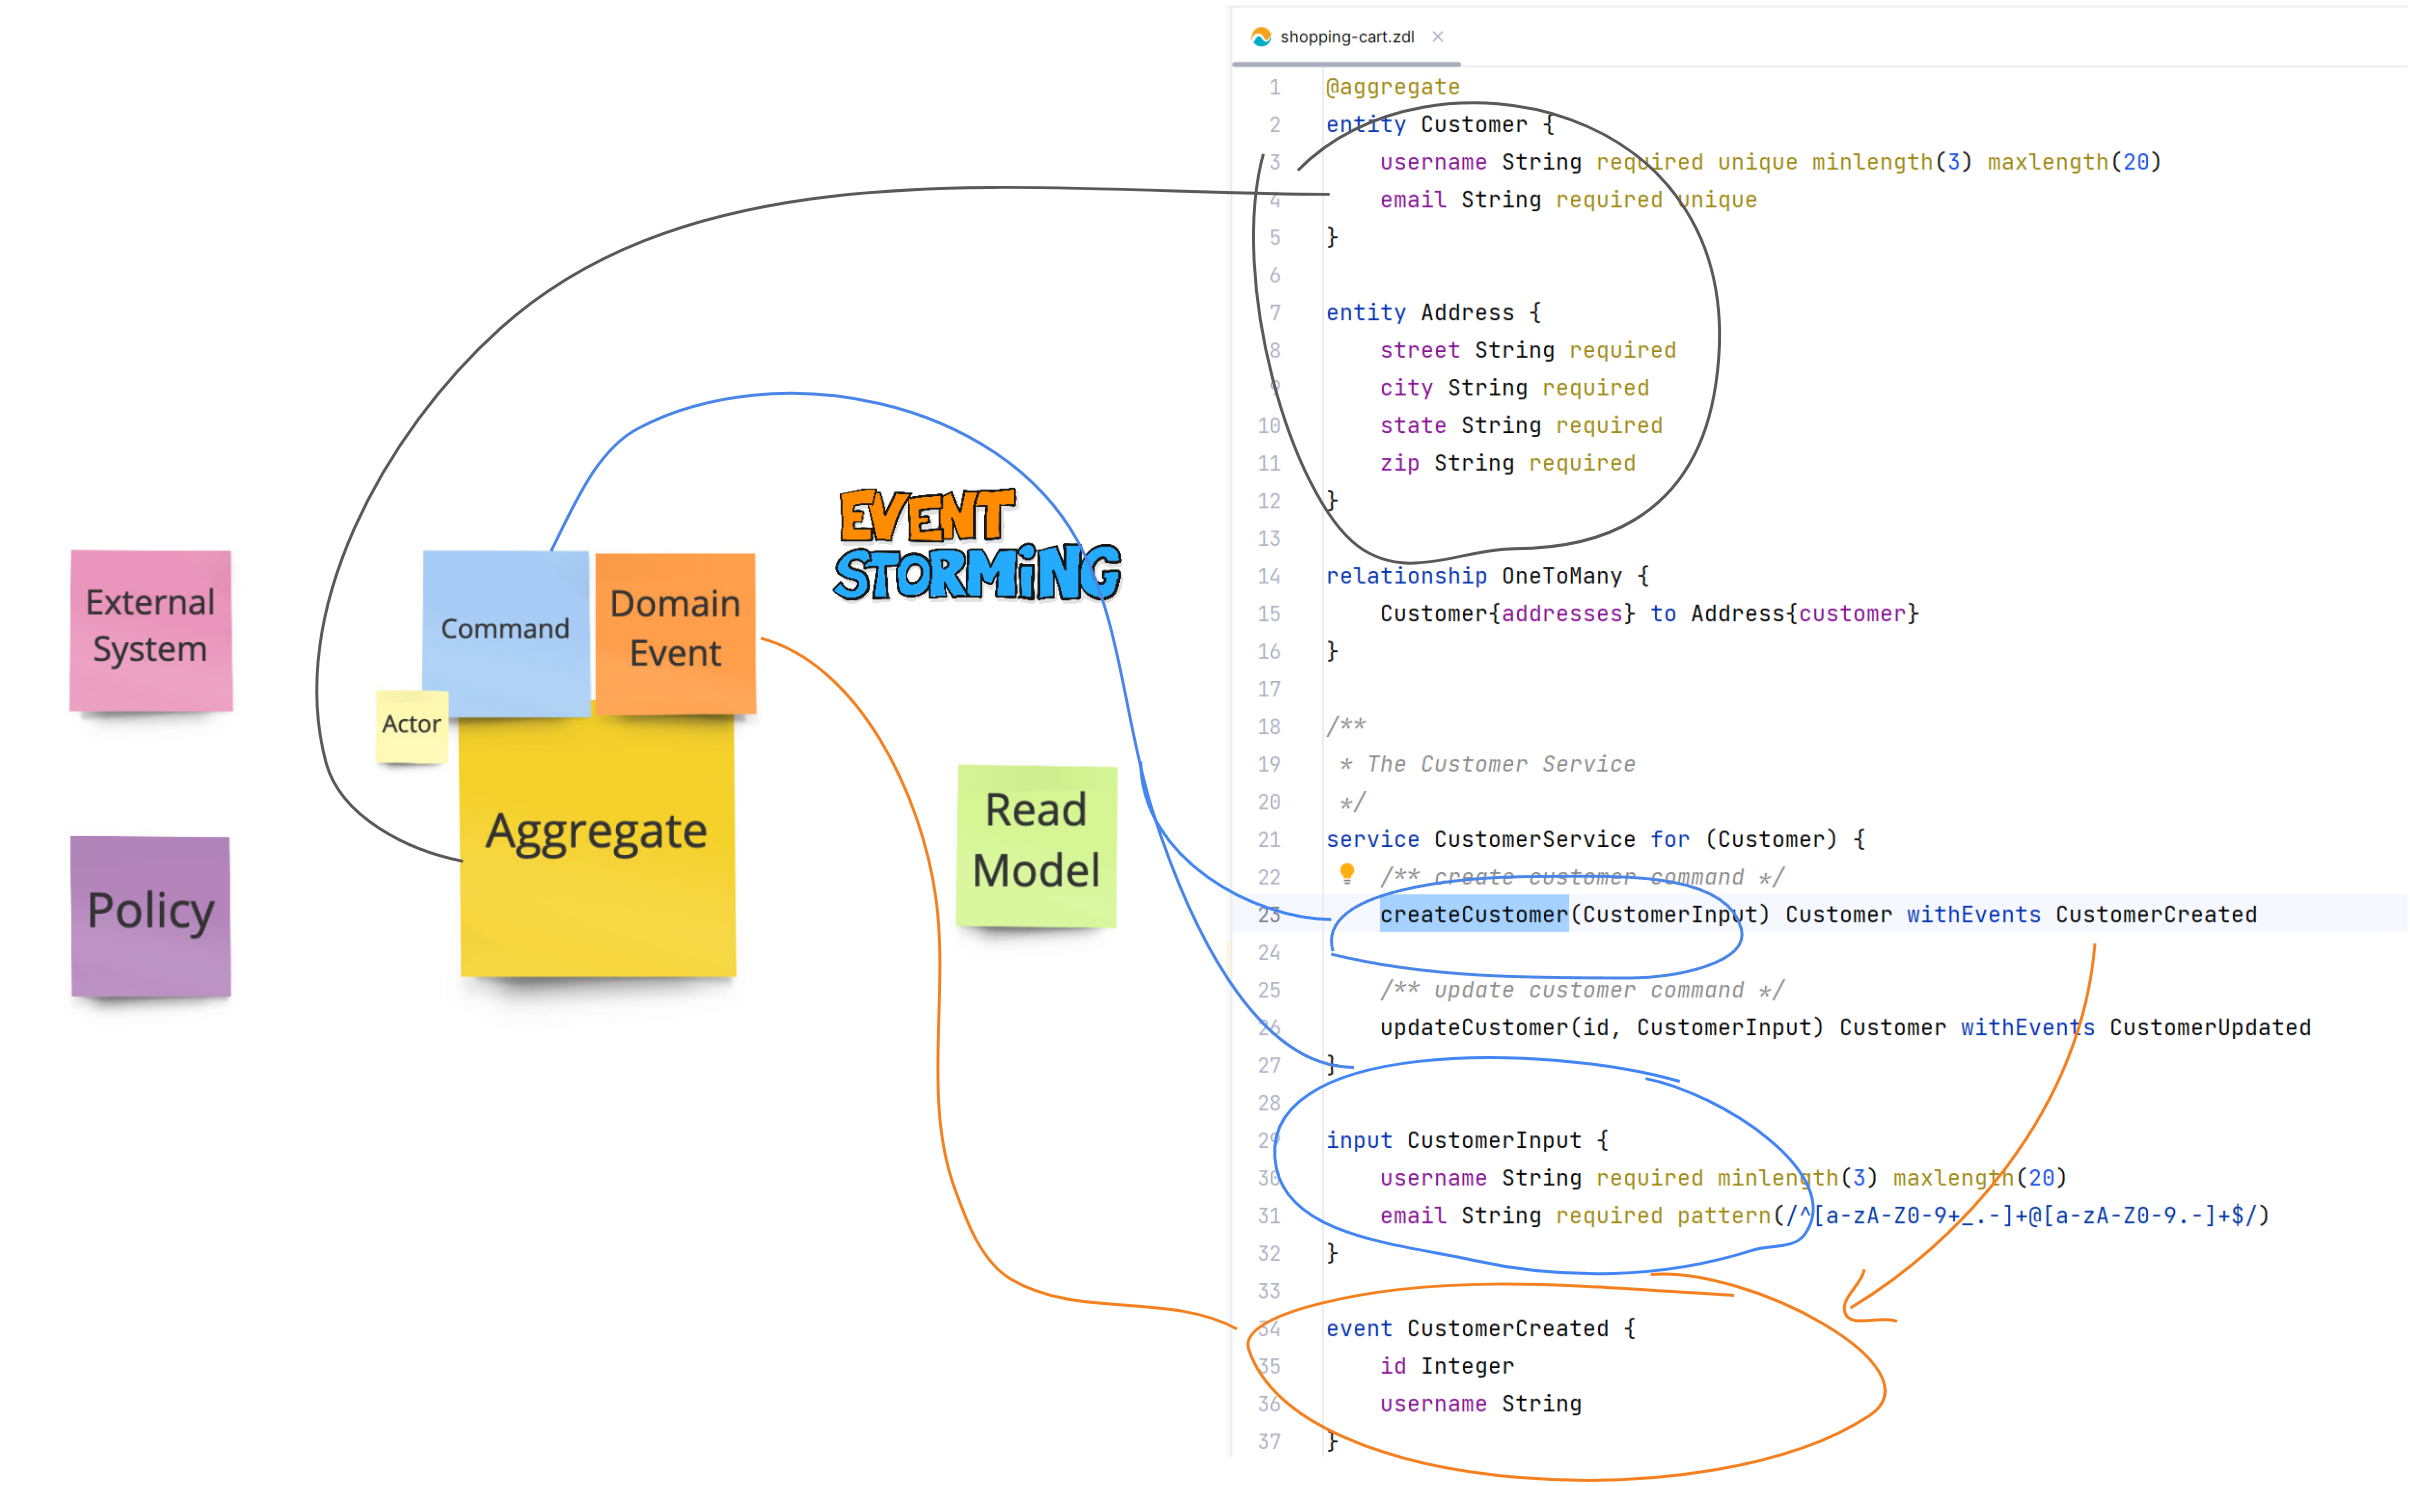 External
System
Command
Domain
Event
Actor
Aggregate
Policy
EVENT
STORMiNG
Read
Model
shopping-cart.zdl
1 @aggregate
2 entity Customer {
3 username String required unique minlength(3) maxlength(20)
4 email String required unique
5 }
6
7 entity Address {
8 street String required
9 city String required
10 state String required
11 zip String required
12 }
13
14 relationship OneToMany {
15 Customer{addresses} to Address{customer}
16 }
17
18 /**
19 * The Customer Service
20 */
21 service CustomerService for (Customer) {
22 /** create customer command */
23 createCustomer(CustomerInput) Customer withEvents CustomerCreated
24
25 /** update customer command */
26 updateCustomer(id, CustomerInput) Customer withEvents CustomerUpdated
27 }
28
29 input CustomerInput {
30 username String required minlength(3) maxlength(20)
31 email String required pattern(/^[a-zA-Z0-9+_.-]+@[a-zA-Z0-9.-]+$/)
32 }
33
34 event CustomerCreated {
35 id Integer
36 username String
37 }